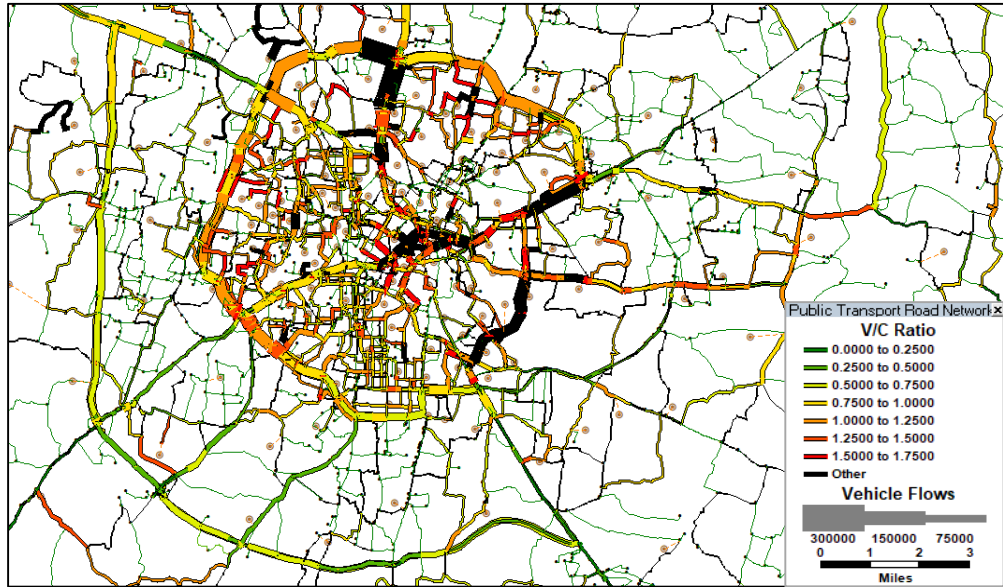 Public Transport Road Network
V/C Ratio
0.0000 to 0.2500
0.2500 to 0.5000
0.5000 to 0.7500
0.7500 to 1.0000
1.0000 to 1.2500
1.2500 to 1.5000
1.5000 to 1.7500
Other
Vehicle Flows
300000 150000 75000
0 1 2 3
Miles